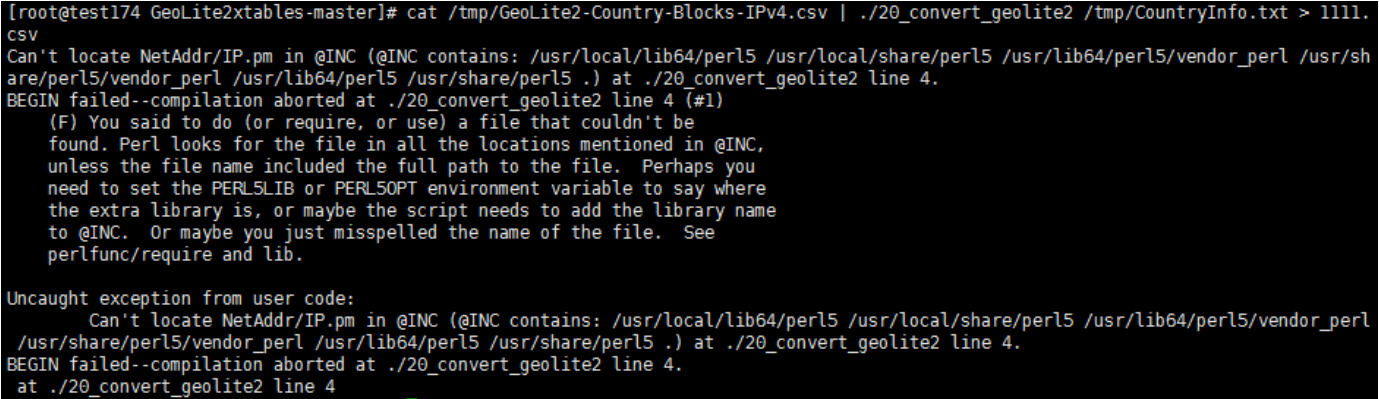 [root@test174 GeoLite2xtables-master]# cat /tmp/GeoLite2-Country-Blocks-IPv4.csv | ./20_convert_geolite2 /tmp/CountryInfo.txt > 1111.
csv
Can't locate NetAddr/IP.pm in @INC (@INC contains: /usr/local/lib64/perl5 /usr/local/share/perl5 /usr/lib64/perl5/vendor_perl /usr/sh
are/perl5/vendor_perl /usr/lib64/perl5 /usr/share/perl5 .) at ./20_convert_geolite2 line 4.
BEGIN failed--compilation aborted at ./20_convert_geolite2 line 4 (#1)
    (F) You said to do (or require, or use) a file that couldn't be
    found. Perl looks for the file in all the locations mentioned in @INC,
    unless the file name included the full path to the file.  Perhaps you
    need to set the PERL5LIB or PERL5OPT environment variable to say where
    the extra library is, or maybe the script needs to add the library name
    to @INC.  Or maybe you just misspelled the name of the file.  See
    perlfunc/require and lib.

Uncaught exception from user code:
        Can't locate NetAddr/IP.pm in @INC (@INC contains: /usr/local/lib64/perl5 /usr/local/share/perl5 /usr/lib64/perl5/vendor_perl
 /usr/share/perl5/vendor_perl /usr/lib64/perl5 /usr/share/perl5 .) at ./20_convert_geolite2 line 4.
BEGIN failed--compilation aborted at ./20_convert_geolite2 line 4.
 at ./20_convert_geolite2 line 4